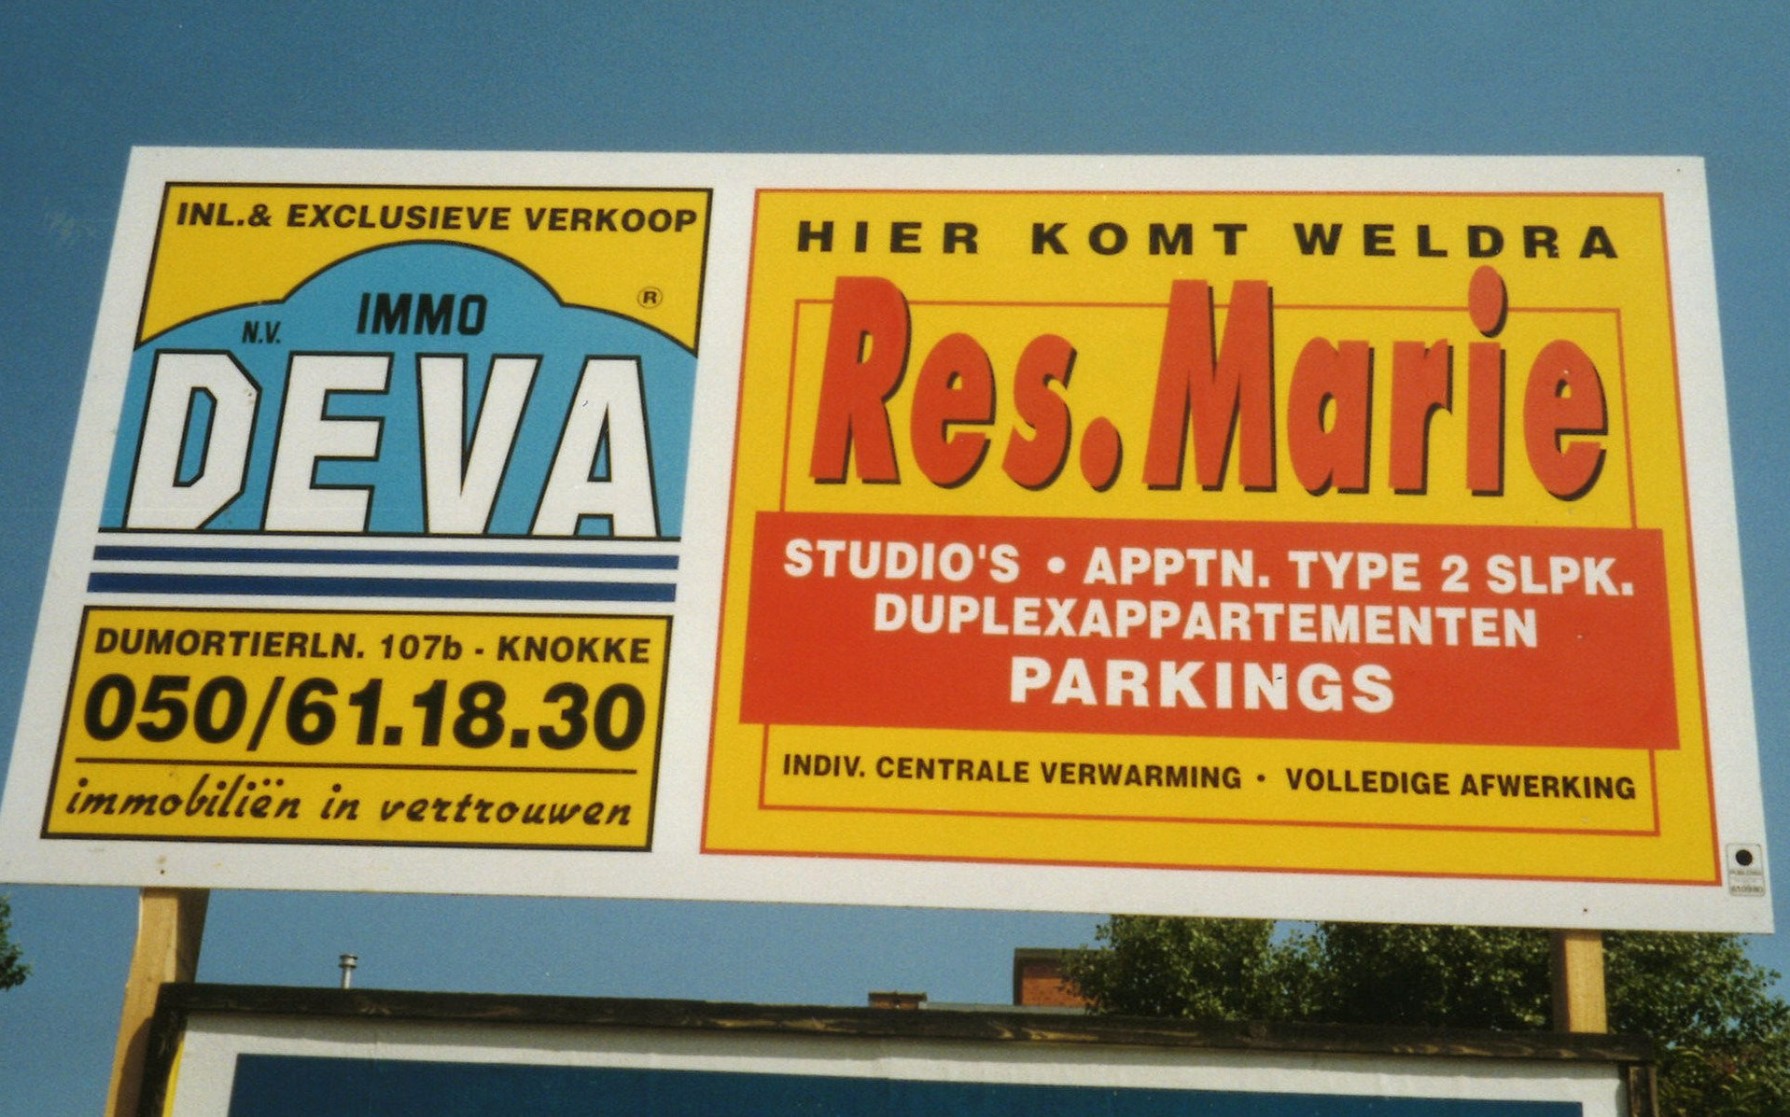 INL.& EXCLUSIEVE VERKOOP
N.V. IMMO ®
DEVA
DUMORTIERLN. 107b - KNOKKE
050/61.18.30
immobiliën in vertrouwen
HIER KOMT WELDRA
Res. Marie
STUDIO'S • APPTN. TYPE 2 SLPK.
DUPLEXAPPARTEMENTEN
PARKINGS
INDIV. CENTRALE VERWARMING • VOLLEDIGE AFWERKING